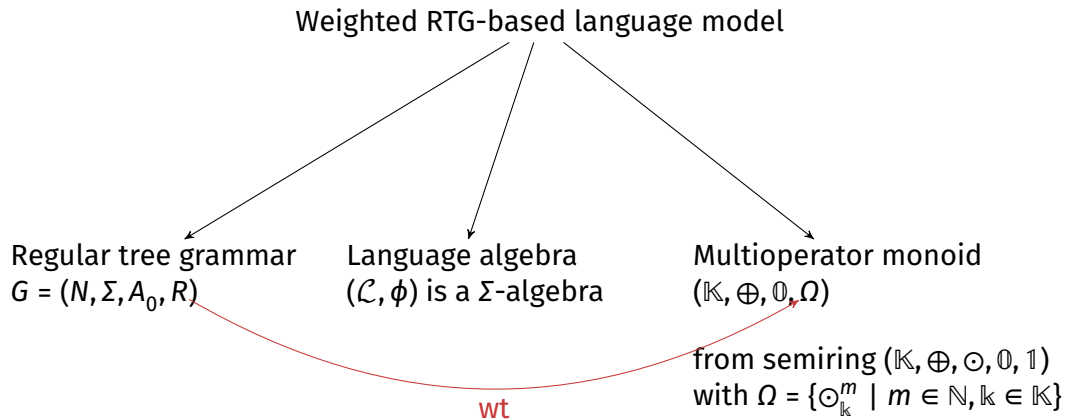 Weighted RTG-based language model
Regular tree grammar
G = (N, Σ, A₀, R)
Language algebra
(ℒ, ϕ) is a Σ-algebra
Multioperator monoid
(𝕂, ⊕, 𝟘, Ω)
from semiring (𝕂, ⊕, ⊙, 𝟘, 𝟙)
with Ω = {⊙ᵐ_𝕜 | m ∈ ℕ, 𝕜 ∈ 𝕂}
wt